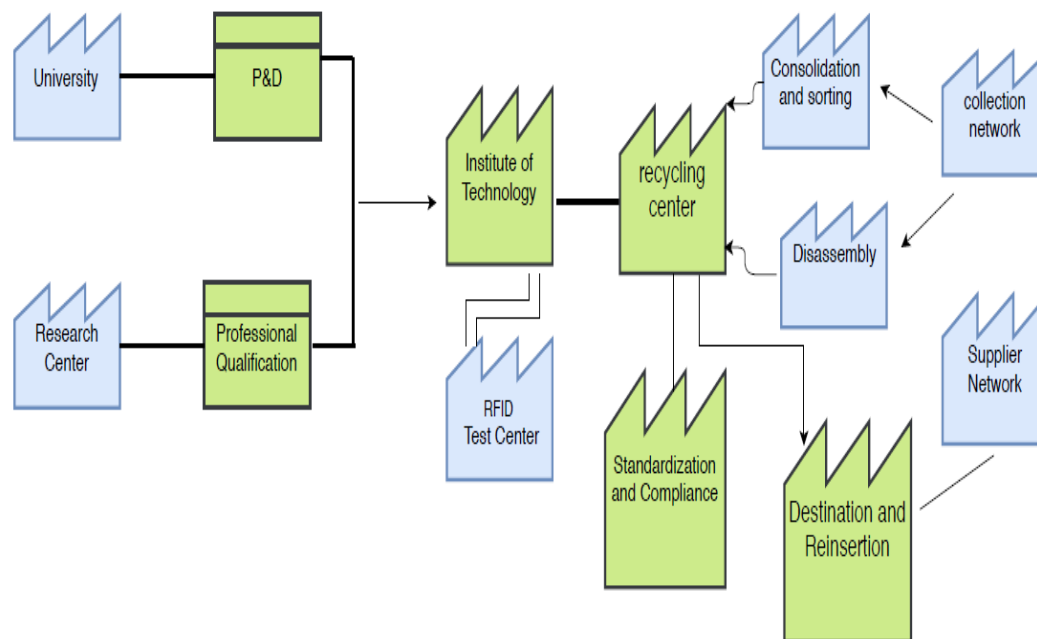 University
P&D
Consolidation
and sorting
collection
network
Institute of
Technology
recycling
center
Disassembly
Research
Center
Professional
Qualification
RFID
Test Center
Supplier
Network
Standardization
and Compliance
Destination and
Reinsertion